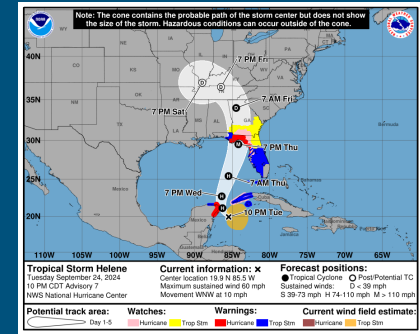 Note: The cone contains the probable path of the storm center but does not show
the size of the storm. Hazardous conditions can occur outside of the cone.
40N
35N
30N
25N
20N
7 PM Fri
7 PM Sat
7 AM Fri
7 PM Thu
7 AM Thu
7 PM Wed
10 PM Tue
Bermuda
Mexico
D
D
D
M
H
H
H
110W 105W 100W 95W 90W 85W 80W 75W 70W 65W 60W
Tropical Storm Helene
Tuesday September 24, 2024
10 PM CDT Advisory 7
NWS National Hurricane Center
Current information: x
Center location 19.9 N 85.5 W
Maximum sustained wind 60 mph
Movement WNW at 10 mph
Forecast positions:
Tropical Cyclone Post/Potential TC
Sustained winds: D < 39 mph
S 39-73 mph H 74-110 mph M > 110 mph
Potential track area:
Day 1-5
Watches:
Hurricane Trop Stm
Warnings:
Hurricane Trop Stm
Current wind field estimate:
Hurricane Trop Stm